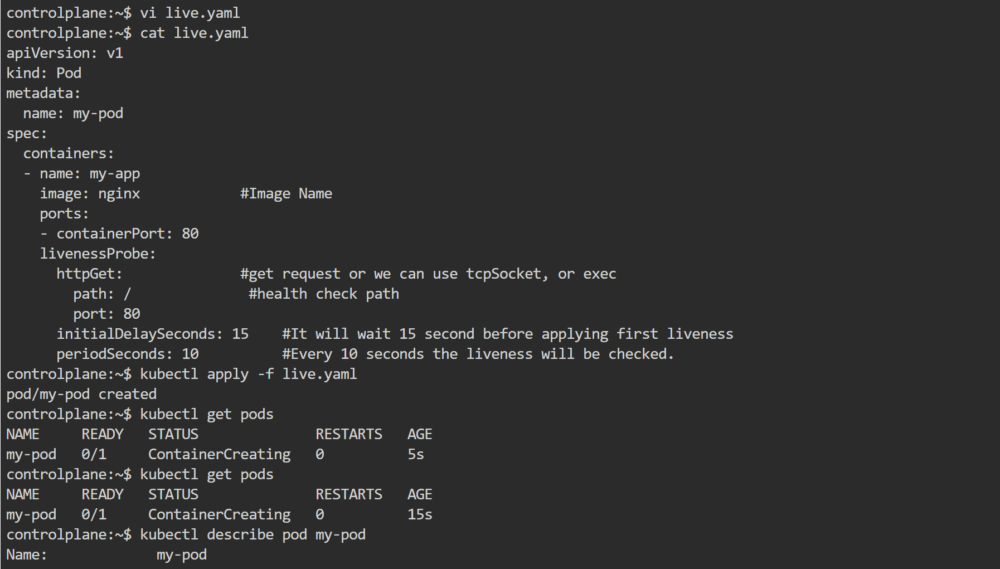 controlplane:~$ vi live.yaml
controlplane:~$ cat live.yaml
apiVersion: v1
kind: Pod
metadata:
  name: my-pod
spec:
  containers:
  - name: my-app
    image: nginx            #Image Name
    ports:
    - containerPort: 80
    livenessProbe:
      httpGet:              #get request or we can use tcpSocket, or exec
        path: /              #health check path
        port: 80
      initialDelaySeconds: 15    #It will wait 15 second before applying first liveness
      periodSeconds: 10          #Every 10 seconds the liveness will be checked.
controlplane:~$ kubectl apply -f live.yaml
pod/my-pod created
controlplane:~$ kubectl get pods
NAME     READY   STATUS              RESTARTS   AGE
my-pod   0/1     ContainerCreating   0          5s
controlplane:~$ kubectl get pods
NAME     READY   STATUS              RESTARTS   AGE
my-pod   0/1     ContainerCreating   0          15s
controlplane:~$ kubectl describe pod my-pod
Name:             my-pod